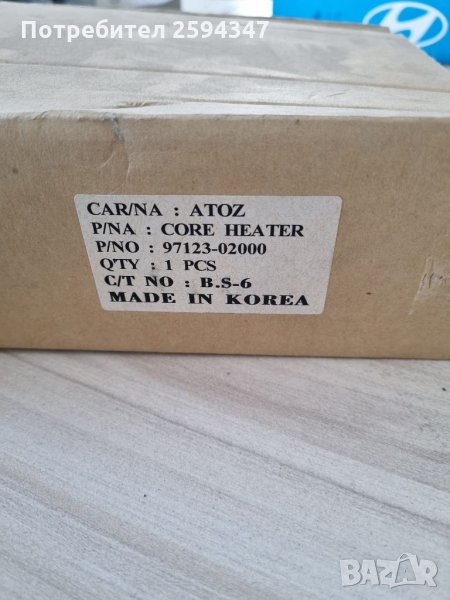 Потребител 2594347
CAR/NA : ATOZ
P/NA : CORE HEATER
P/NO : 97123-02000
Q'TY : 1 PCS
C/T NO : B.S-6
MADE IN KOREA
BAZAR